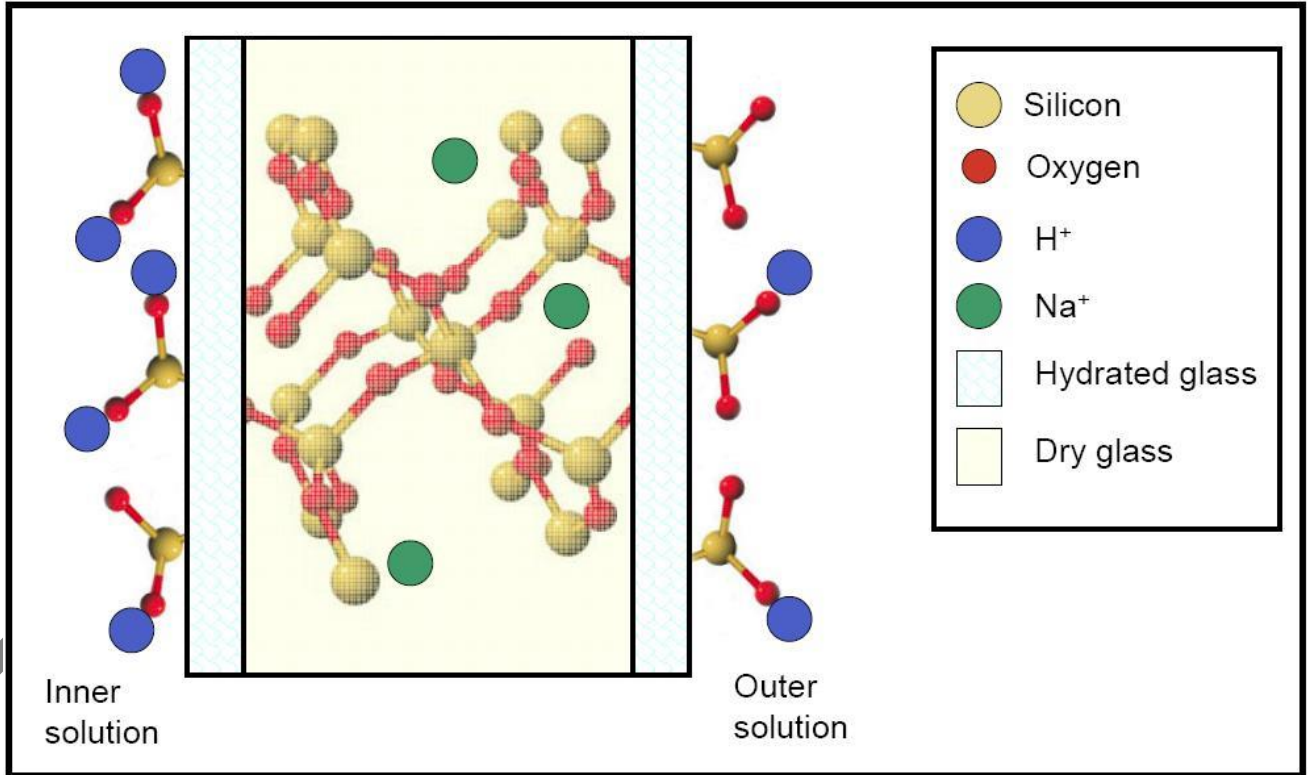 Silicon
Oxygen
H⁺
Na⁺
Hydrated glass
Dry glass
Inner
solution
Outer
solution